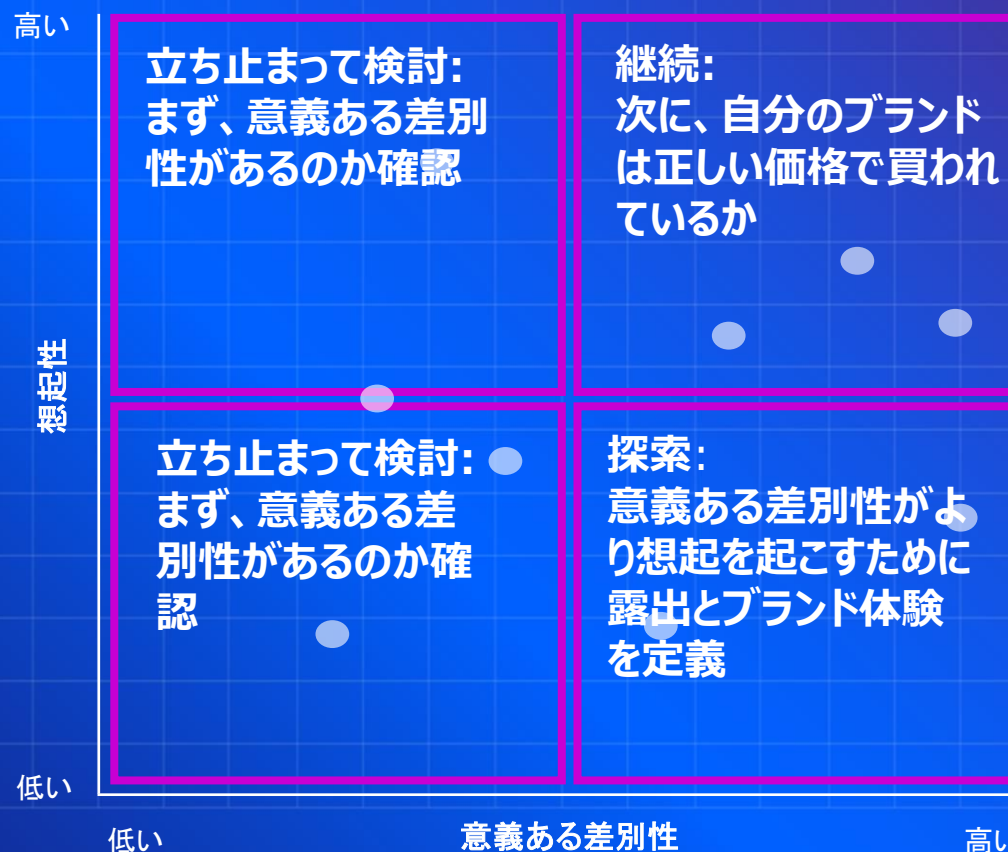 高い
立ち止まって検討:
まず、意義ある差別
性があるのか確認
継続:
次に、自分のブランド
は正しい価格で買われ
ているか
想起性
立ち止まって検討:
まず、意義ある差
別性があるのか確
認
探索:
意義ある差別性がよ
り想起を起こすために
露出とブランド体験
を定義
低い
低い
意義ある差別性
高い